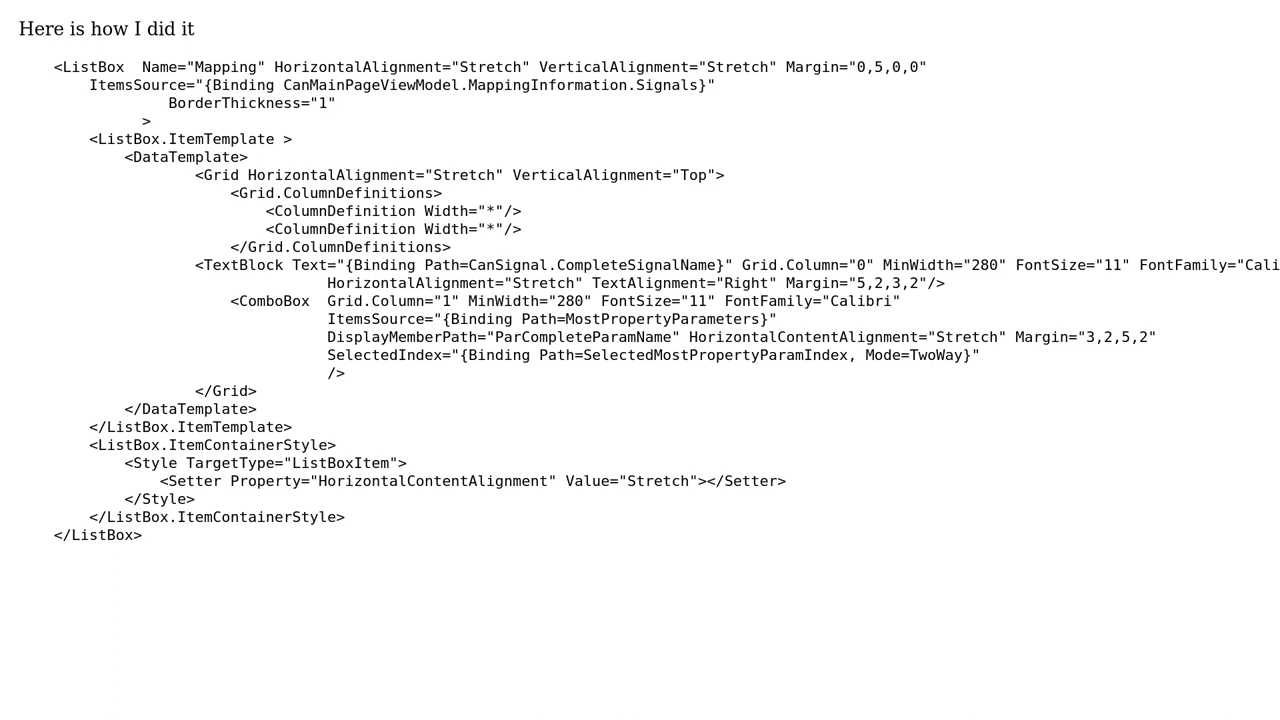 Here is how I did it
<ListBox  Name="Mapping" HorizontalAlignment="Stretch" VerticalAlignment="Stretch" Margin="0,5,0,0"
    ItemsSource="{Binding CanMainPageViewModel.MappingInformation.Signals}"
             BorderThickness="1"
          >
    <ListBox.ItemTemplate >
        <DataTemplate>
                <Grid HorizontalAlignment="Stretch" VerticalAlignment="Top">
                    <Grid.ColumnDefinitions>
                        <ColumnDefinition Width="*"/>
                        <ColumnDefinition Width="*"/>
                    </Grid.ColumnDefinitions>
                <TextBlock Text="{Binding Path=CanSignal.CompleteSignalName}" Grid.Column="0" MinWidth="280" FontSize="11" FontFamily="Cali
                               HorizontalAlignment="Stretch" TextAlignment="Right" Margin="5,2,3,2"/>
                    <ComboBox  Grid.Column="1" MinWidth="280" FontSize="11" FontFamily="Calibri"
                               ItemsSource="{Binding Path=MostPropertyParameters}"
                               DisplayMemberPath="ParCompleteParamName" HorizontalContentAlignment="Stretch" Margin="3,2,5,2"
                               SelectedIndex="{Binding Path=SelectedMostPropertyParamIndex, Mode=TwoWay}"
                               />
                </Grid>
        </DataTemplate>
    </ListBox.ItemTemplate>
    <ListBox.ItemContainerStyle>
        <Style TargetType="ListBoxItem">
            <Setter Property="HorizontalContentAlignment" Value="Stretch"></Setter>
        </Style>
    </ListBox.ItemContainerStyle>
</ListBox>